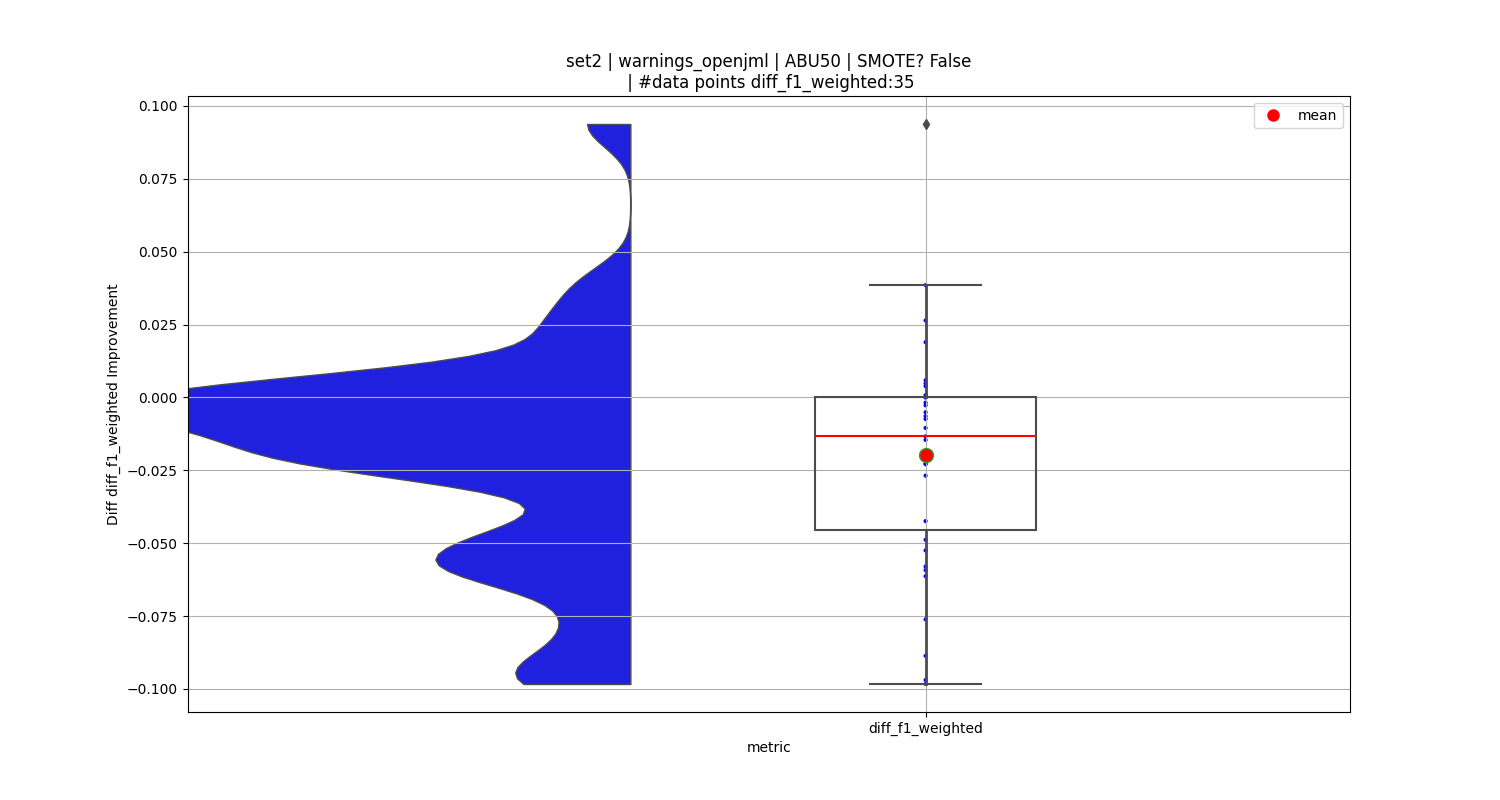 set2 | warnings_openjml | ABU50 | SMOTE? False
| #data points diff_f1_weighted:35
mean
0.100
0.075
0.050
0.025
0.000
−0.025
−0.050
−0.075
−0.100
Diff diff_f1_weighted Improvement
diff_f1_weighted
metric